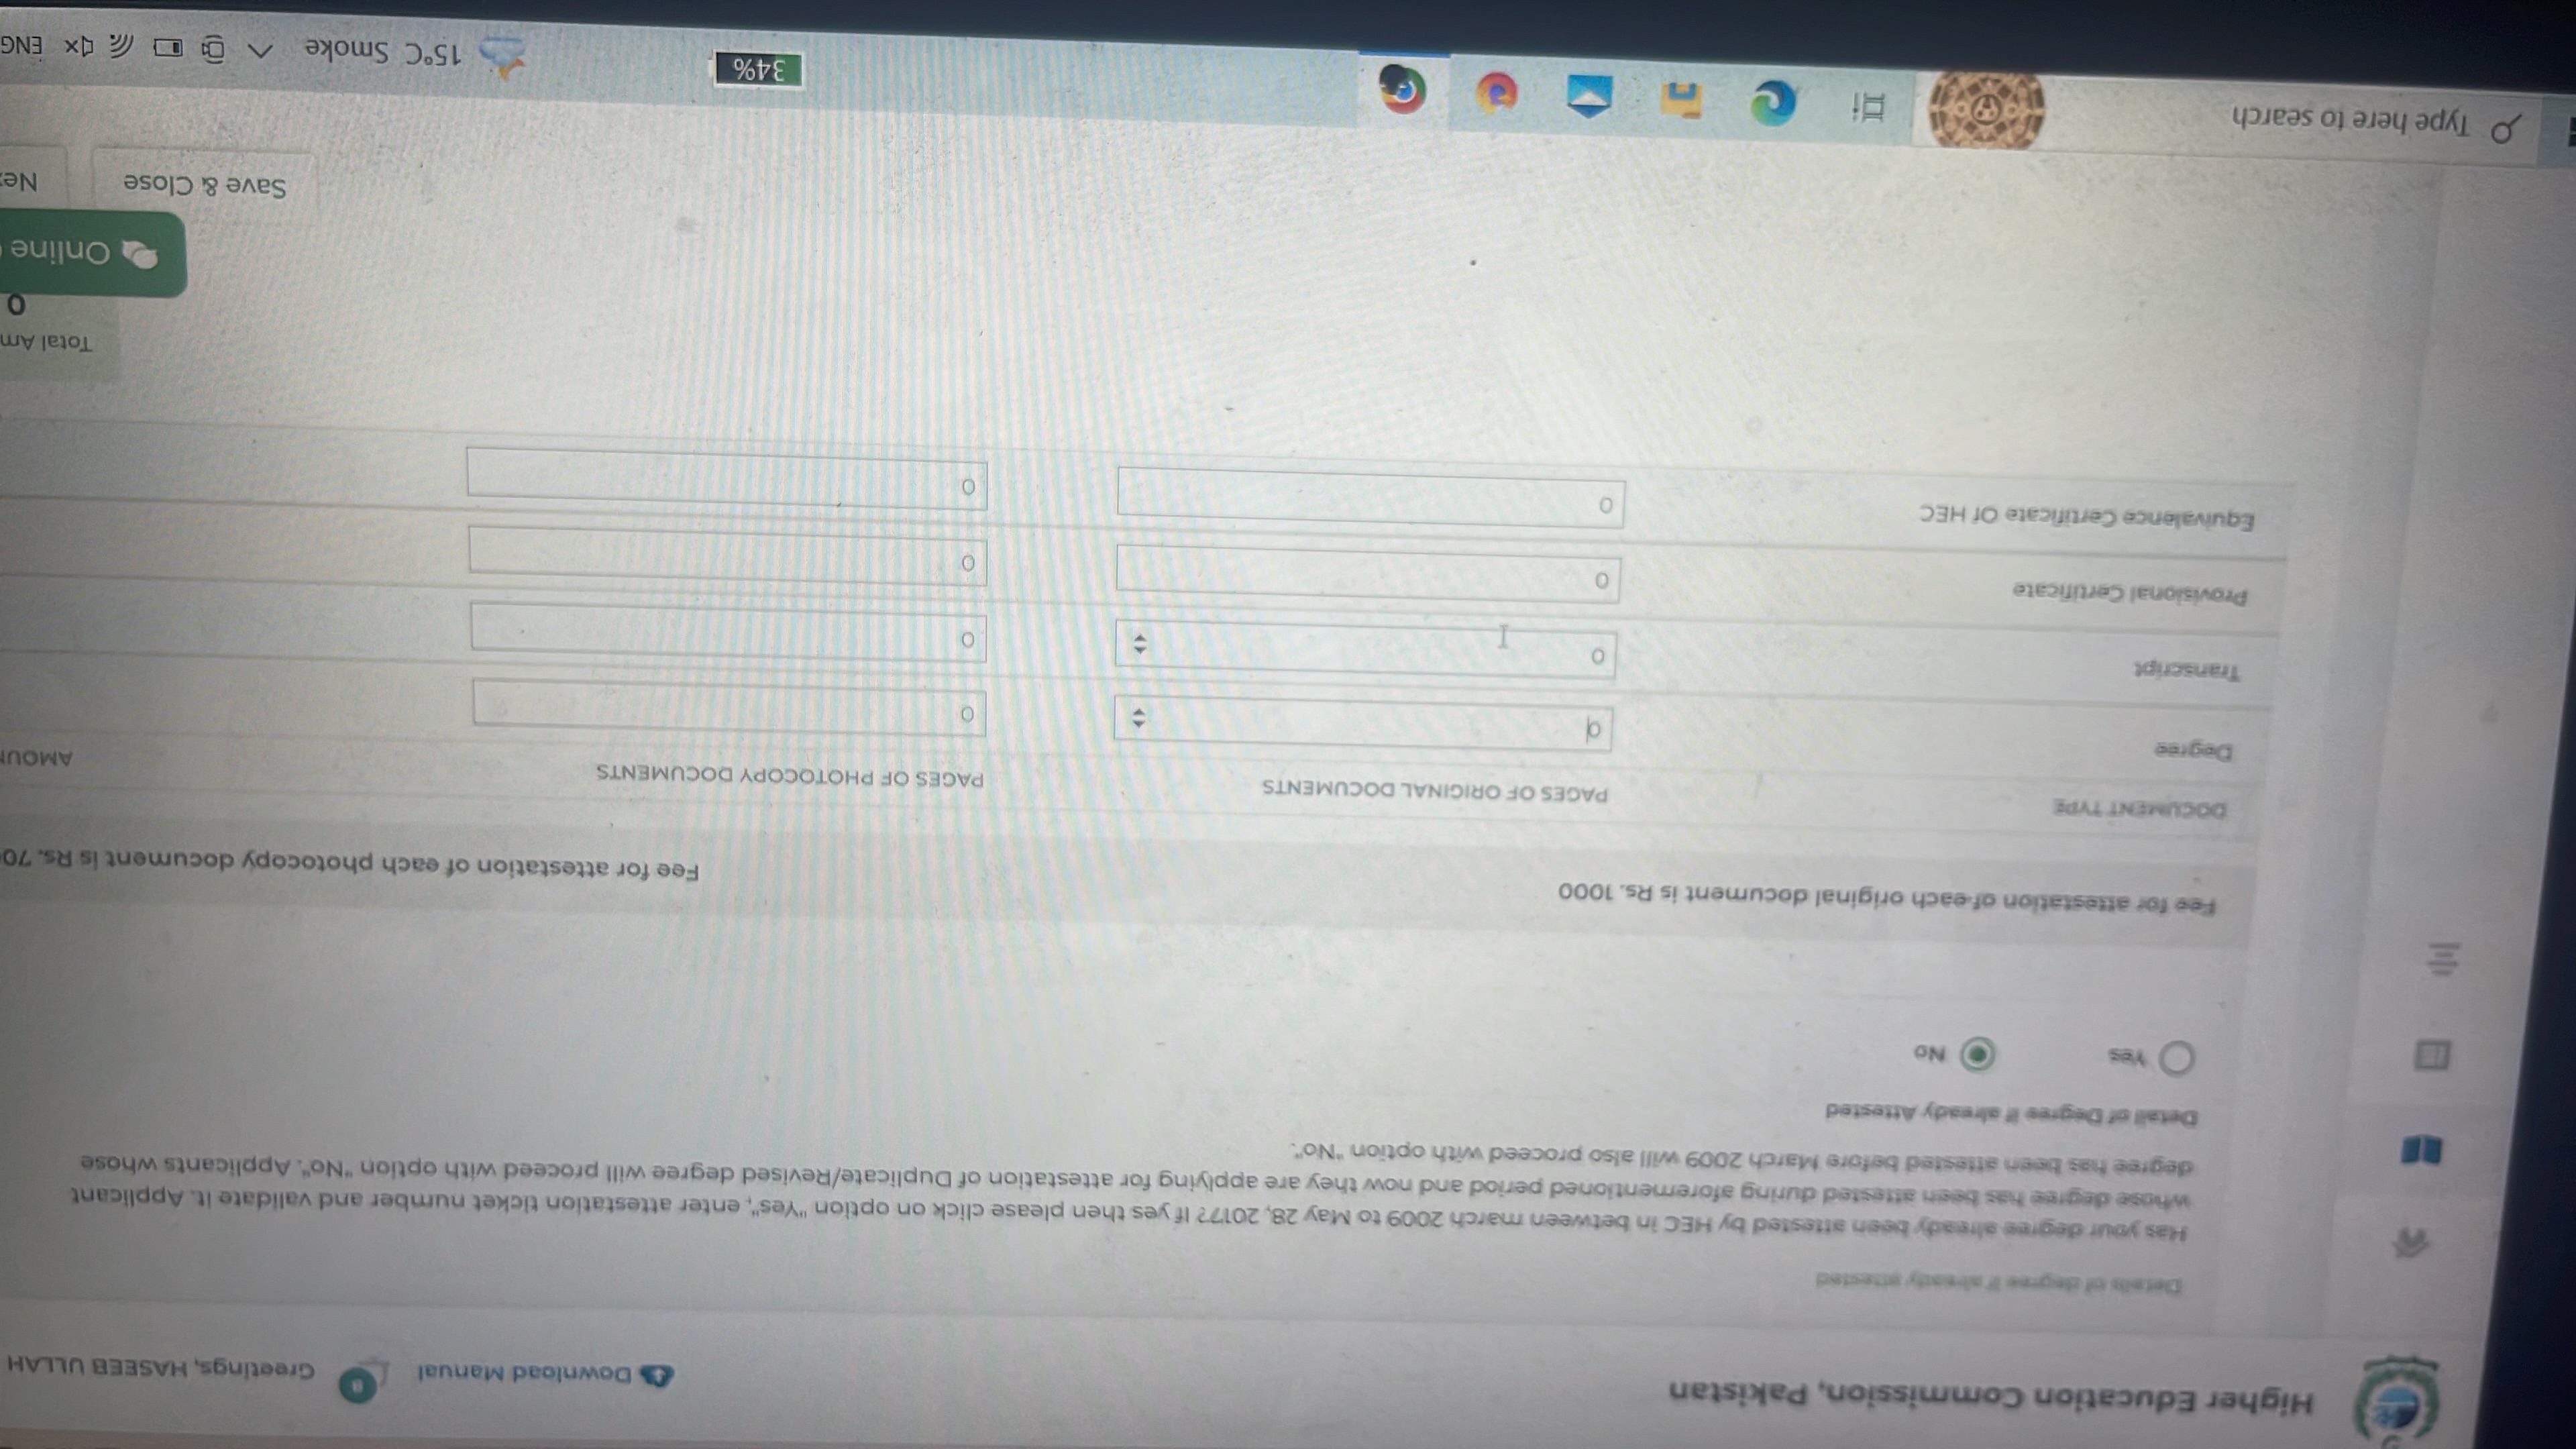 Higher Education Commission, Pakistan
Download Manual
Greetings, HASEEB ULLAH
Details of degree if already attested
Has your degree already been attested by HEC in between march 2009 to May 28, 2017? If yes then please click on option "Yes", enter attestation ticket number and validate it. Applicant
whose degree has been attested during aforementioned period and now they are applying for attestation of Duplicate/Revised degree will proceed with option "No". Applicants whose
degree has been attested before March 2009 will also proceed with option "No".
Detail of Degree if already Attested
Yes
No
Fee for attestation of each original document is Rs. 1000
Fee for attestation of each photocopy document is Rs. 70
DOCUMENT TYPE
PAGES OF ORIGINAL DOCUMENTS
PAGES OF PHOTOCOPY DOCUMENTS
AMOUN
Degree
0
0
Transcript
0
0
Provisional Certificate
0
0
Equivalence Certificate Of HEC
0
0
Total Am
0
Online
Save & Close
Ne
Type here to search
34%
15°C Smoke
ENG